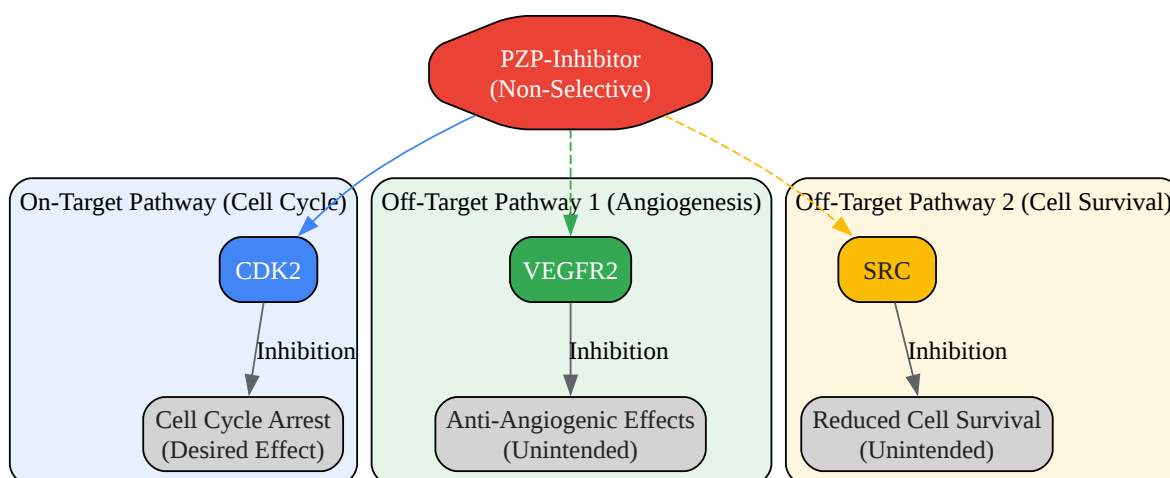 PZP-Inhibitor
(Non-Selective)
On-Target Pathway (Cell Cycle)
Off-Target Pathway 1 (Angiogenesis)
Off-Target Pathway 2 (Cell Survival)
CDK2
VEGFR2
SRC
Inhibition
Inhibition
Inhibition
Cell Cycle Arrest
(Desired Effect)
Anti-Angiogenic Effects
(Unintended)
Reduced Cell Survival
(Unintended)